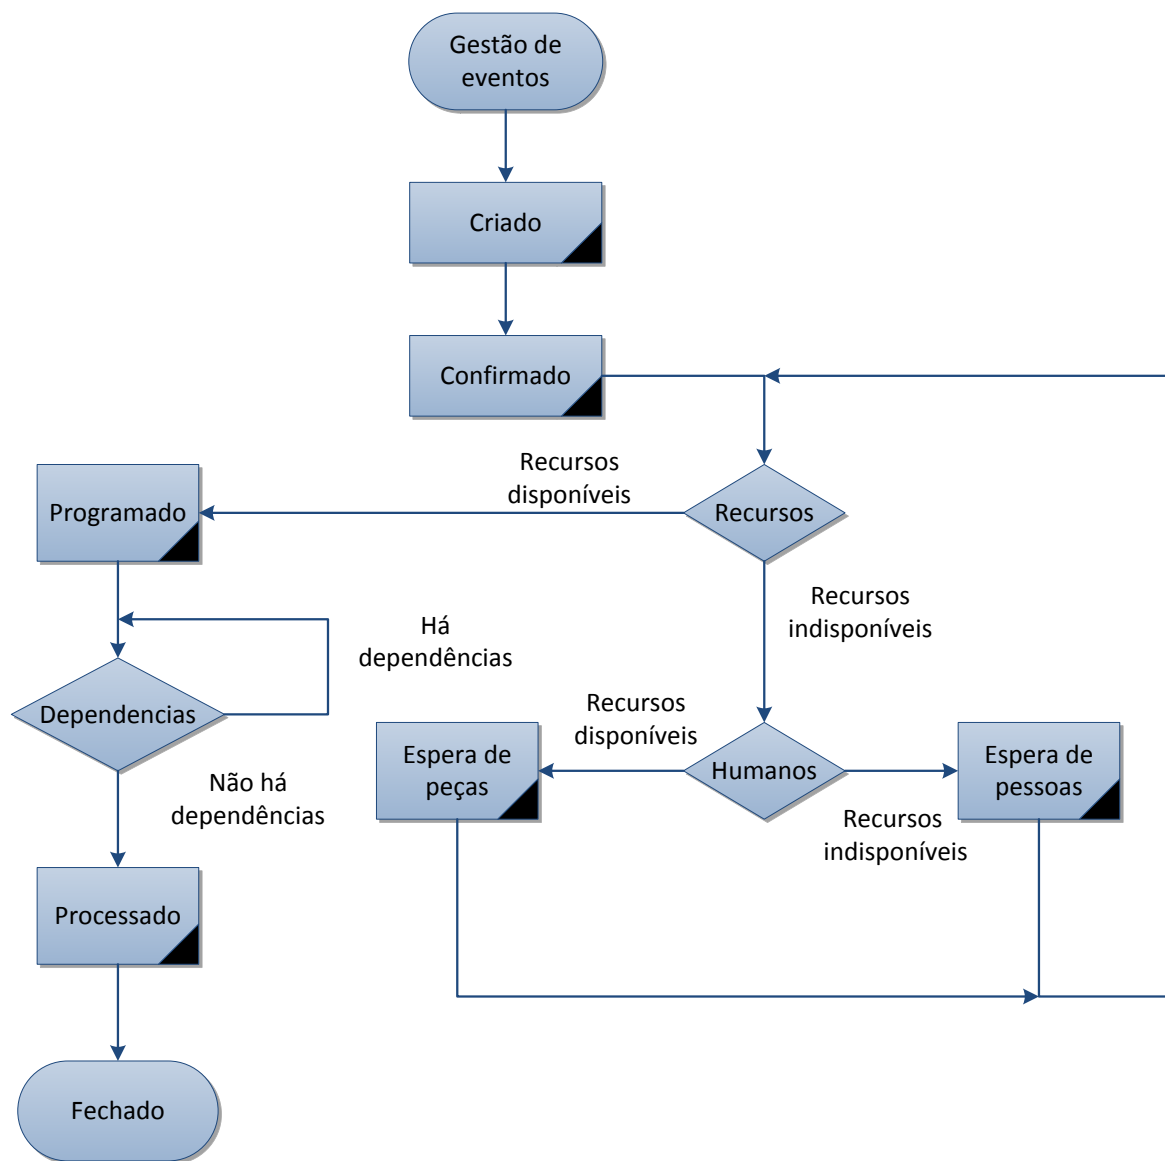 Gestão de
eventos
Criado
Confirmado
Recursos
disponíveis
Programado
Recursos
Recursos
indisponíveis
Há
dependências
Dependencias
Recursos
disponíveis
Espera de
peças
Humanos
Espera de
pessoas
Não há
dependências
Recursos
indisponíveis
Processado
Fechado